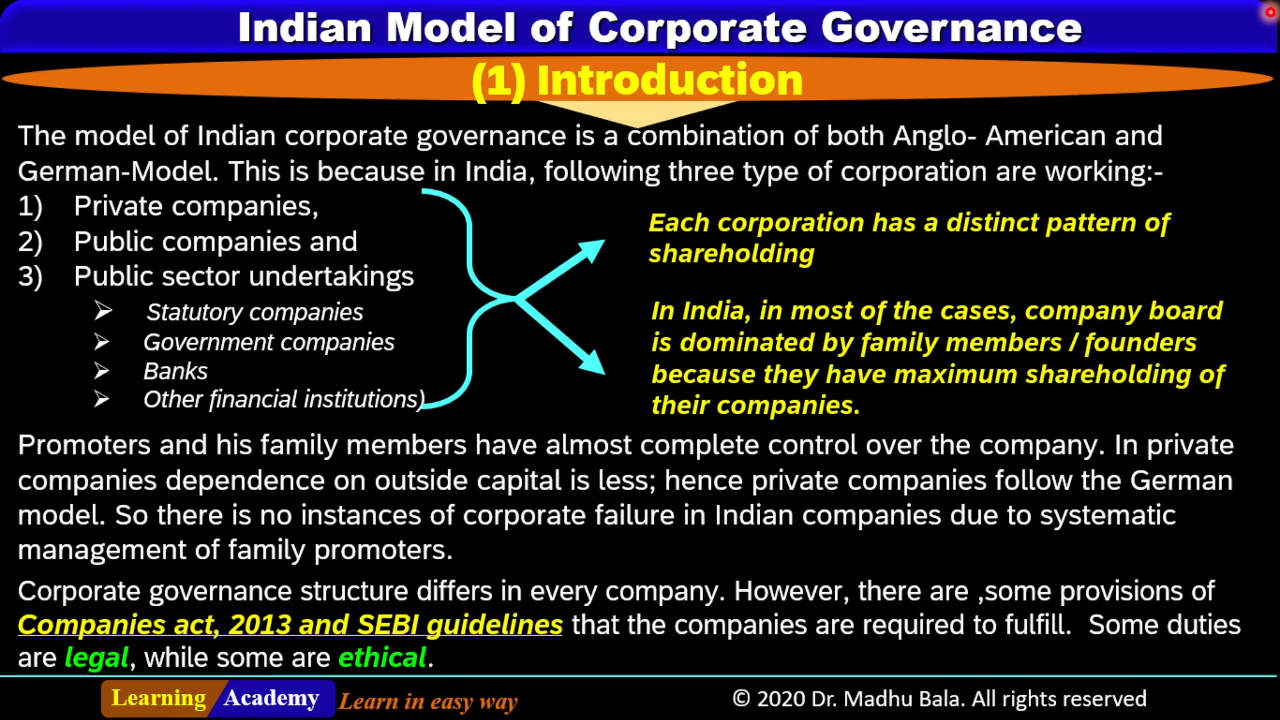 Indian Model of Corporate Governance
(1) Introduction
The model of Indian corporate governance is a combination of both Anglo- American and
German-Model. This is because in India, following three type of corporation are working:-
1) Private companies,
2) Public companies and
3) Public sector undertakings
➢ Statutory companies
➢ Government companies
➢ Banks
➢ Other financial institutions)
Each corporation has a distinct pattern of
shareholding
In India, in most of the cases, company board
is dominated by family members / founders
because they have maximum shareholding of
their companies.
Promoters and his family members have almost complete control over the company. In private
companies dependence on outside capital is less; hence private companies follow the German
model. So there is no instances of corporate failure in Indian companies due to systematic
management of family promoters.
Corporate governance structure differs in every company. However, there are ,some provisions of
Companies act, 2013 and SEBI guidelines that the companies are required to fulfill. Some duties
are legal, while some are ethical.
Learning Academy Learn in easy way
© 2020 Dr. Madhu Bala. All rights reserved